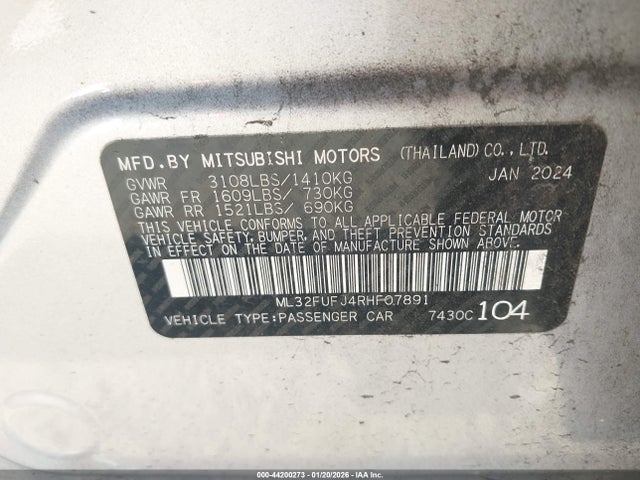 MFD.BY MITSUBISHI MOTORS (THAILAND) CO.,LTD.
GVWR 3108LBS/1410KG JAN 2024
GAWR FR 1609LBS/ 730KG
GAWR RR 1521LBS/ 690KG
THIS VEHICLE CONFORMS TO ALL APPLICABLE FEDERAL MOTOR
VEHICLE SAFETY, BUMPER, AND THEFT PREVENTION STANDARDS
IN EFFECT ON THE DATE OF MANUFACTURE SHOWN ABOVE.
ML32FUFJ4RHF07891
VEHICLE TYPE:PASSENGER CAR 7430C 104
000-44200273 - 01/20/2026 - IAAI.COM